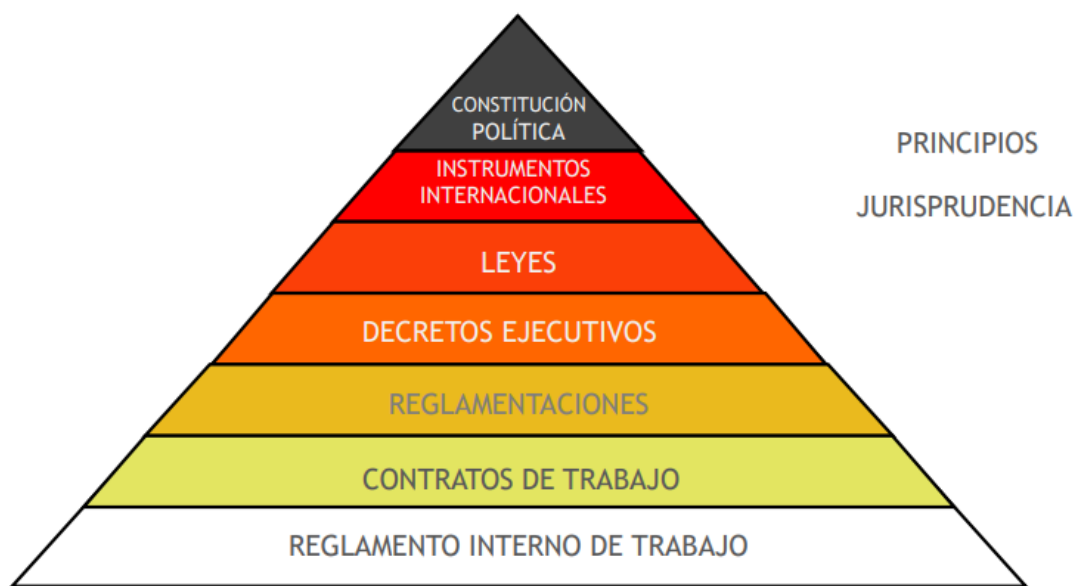 CONSTITUCIÓN
POLÍTICA
INSTRUMENTOS
INTERNACIONALES
LEYES
DECRETOS EJECUTIVOS
REGLAMENTACIONES
CONTRATOS DE TRABAJO
REGLAMENTO INTERNO DE TRABAJO
PRINCIPIOS
JURISPRUDENCIA